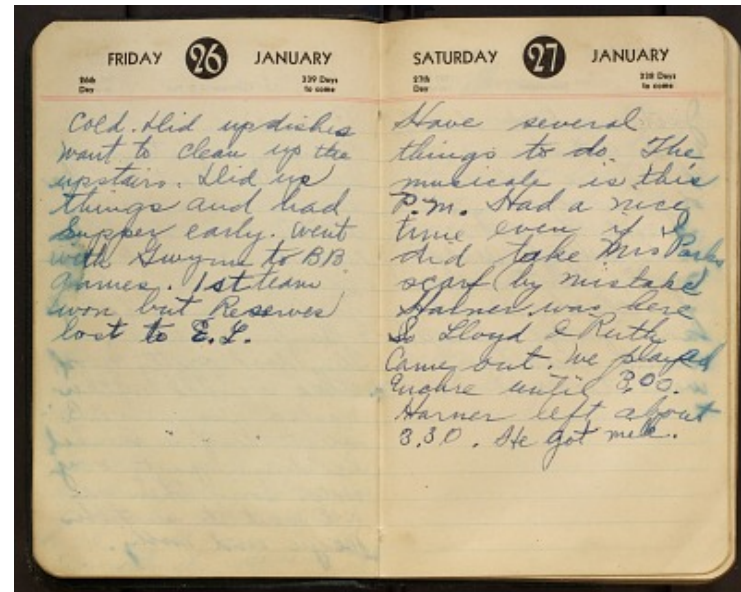 FRIDAY 26 JANUARY
26th Day 339 Days to come
Cold. Did up dishes
want to clean up the
upstairs. Did up
things and had
supper early. Went
with Gwynn to BB
games. 1st team
won but Reserves
lost to E.L.
SATURDAY 27 JANUARY
27th Day 338 Days to come
Have several
things to do. The
musicale is this
P.M. Had a nice
time even if I
did take Mrs Parks
scarf by mistake
Harner was here
So Lloyd & Ruth
Came out. We played
Euchre until 3,00.
Harner left about
3.30. He got